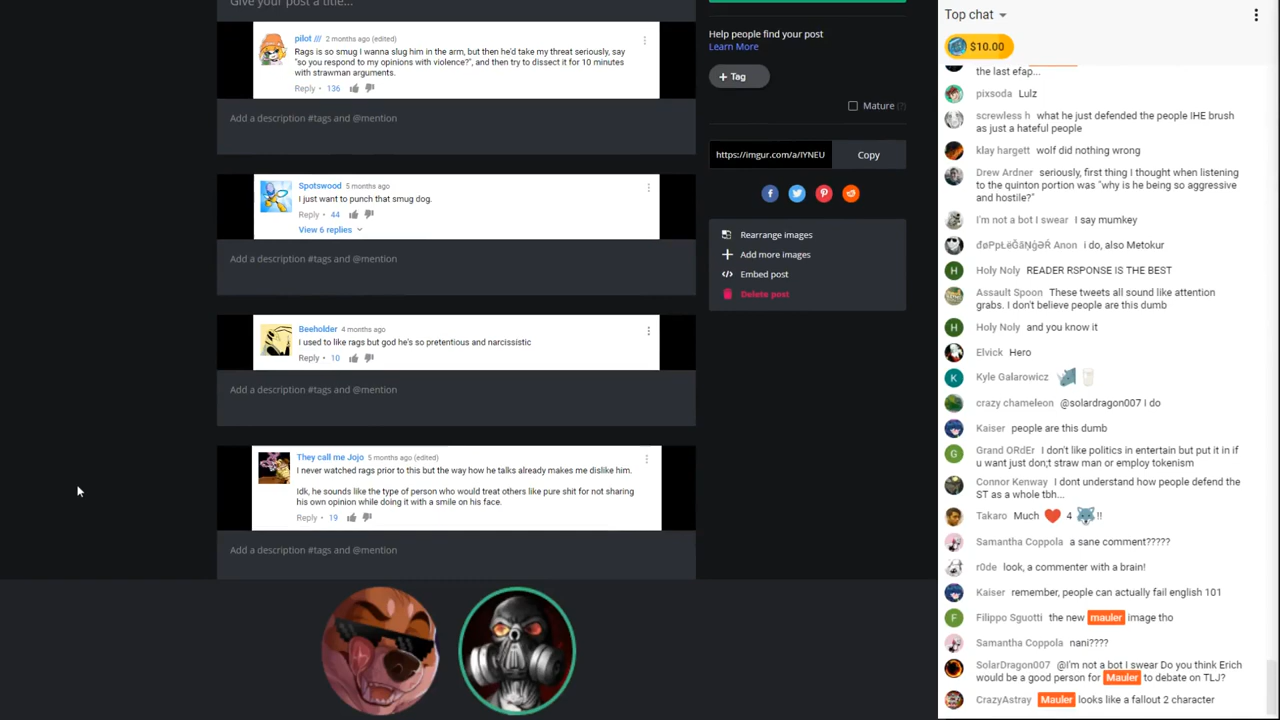 Give your post a title...
pilot /// 2 months ago (edited)
Rags is so smug I wanna slug him in the arm, but then he'd take my threat seriously, say
"so you respond to my opinions with violence?", and then try to dissect it for 10 minutes
with strawman arguments.
Reply · 136
Add a description #tags and @mention
Spotswood 5 months ago
I just want to punch that smug dog.
Reply · 44
View 6 replies
Add a description #tags and @mention
Beeholder 4 months ago
I used to like rags but god he's so pretentious and narcissistic
Reply · 10
Add a description #tags and @mention
They call me Jojo 5 months ago (edited)
I never watched rags prior to this but the way how he talks already makes me dislike him.
Idk, he sounds like the type of person who would treat others like pure shit for not sharing
his own opinion while doing it with a smile on his face.
Reply · 19
Add a description #tags and @mention
Help people find your post
Learn More
+ Tag
Mature (?)
https://imgur.com/a/IYNEU
Copy
Rearrange images
Add more images
Embed post
Delete post
Top chat
$10.00
the last efap...
pixsoda Lulz
screwless h what he just defended the people IHE brush
as just a hateful people
klay hargett wolf did nothing wrong
Drew Ardner seriously, first thing I thought when listening
to the quinton portion was "why is he being so aggressive
and hostile?"
I'm not a bot I swear I say mumkey
đøPpŁëĞãŅģƏŘ Anon i do, also Metokur
Holy Noly READER RSPONSE IS THE BEST
Assault Spoon These tweets all sound like attention
grabs. I don't believe people are this dumb
Holy Noly and you know it
Elvick Hero
Kyle Galarowicz
crazy chameleon @solardragon007 I do
Kaiser people are this dumb
Grand ORdEr I don't like politics in entertain but put it in if
u want just don;t straw man or employ tokenism
Connor Kenway I dont understand how people defend the
ST as a whole tbh...
Takaro Much 4 !!
Samantha Coppola a sane comment?????
r0de look, a commenter with a brain!
Kaiser remember, people can actually fail english 101
Filippo Sguotti the new mauler image tho
Samantha Coppola nani????
SolarDragon007 @I'm not a bot I swear Do you think Erich
would be a good person for Mauler to debate on TLJ?
CrazyAstray Mauler looks like a fallout 2 character